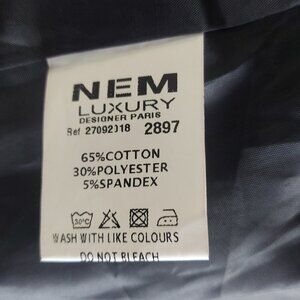 NEM
LUXURY
DESIGNER PARIS
Ref 27092318 2897
65%COTTON
30%POLYESTER
5%SPANDEX
30°C
WASH WITH LIKE COLOURS
DO NOT BLEACH